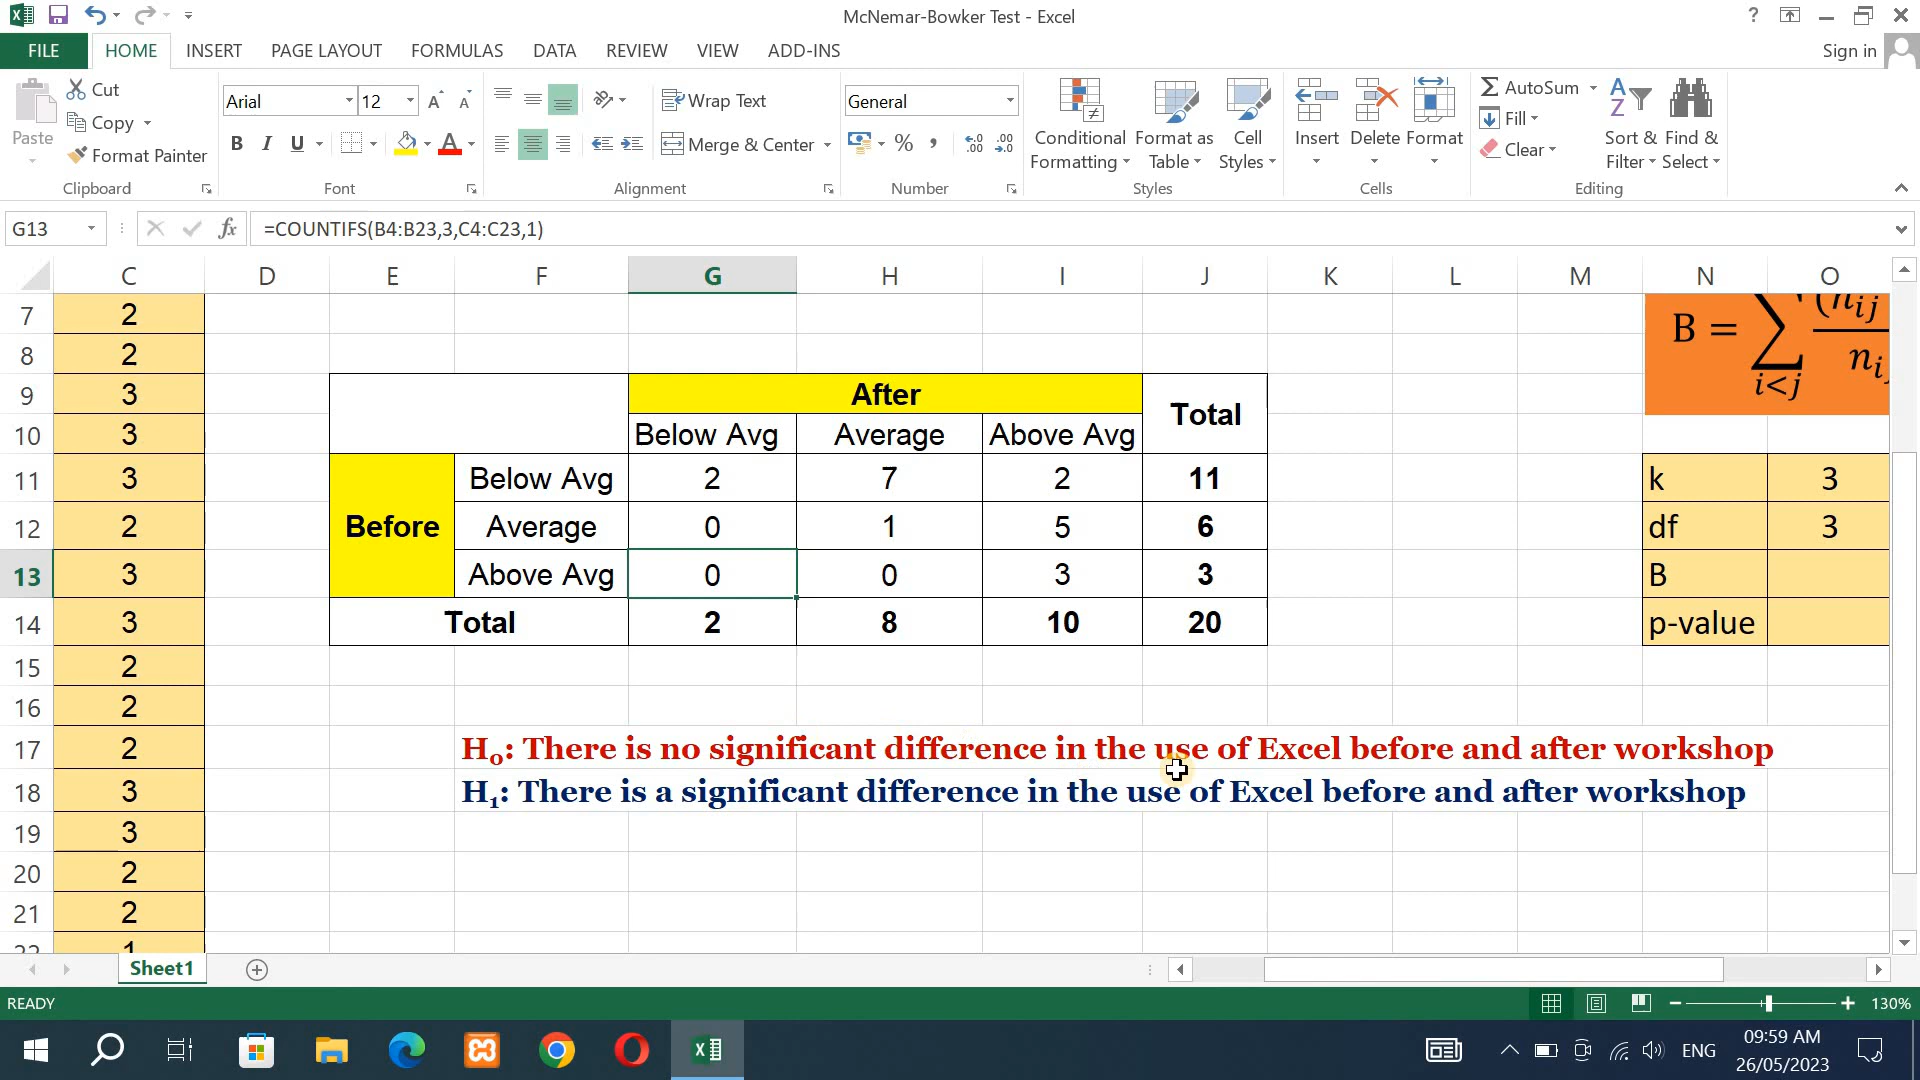 McNemar-Bowker Test - Excel
?
FILE HOME INSERT PAGE LAYOUT FORMULAS DATA REVIEW VIEW ADD-INS Sign in
Paste Cut Copy Format Painter
Clipboard
Arial 12
B I U
Font
Wrap Text
Merge & Center
Alignment
General
% ,
Number
Conditional Formatting Format as Table Cell Styles
Styles
Insert Delete Format
Cells
AutoSum Fill Clear Sort & Filter Find & Select
Editing
G13 fx =COUNTIFS(B4:B23,3,C4:C23,1)
C D E F G H I J K L M N O
7 2 B = ∑ i<j (nij / ni
8 2
9 3 After Total
10 3 Below Avg Average Above Avg
11 3 Below Avg 2 7 2 11 k 3
12 2 Before Average 0 1 5 6 df 3
13 3 Above Avg 0 0 3 3 B
14 3 Total 2 8 10 20 p-value
15 2
16 2
17 2 H₀: There is no significant difference in the use of Excel before and after workshop
18 3 H₁: There is a significant difference in the use of Excel before and after workshop
19 3
20 2
21 2
22 1
Sheet1
READY 130%
ENG 09:59 AM
26/05/2023